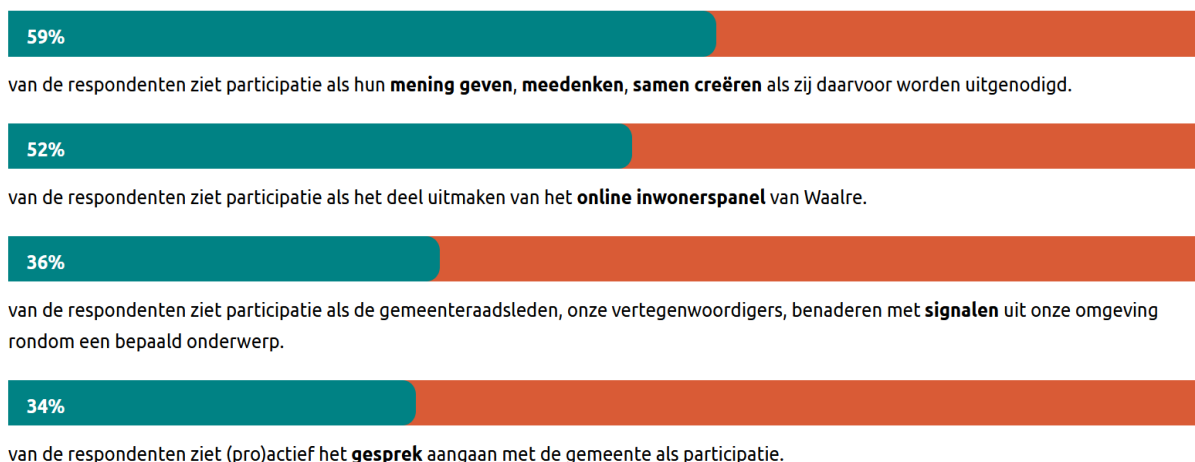 59%
van de respondenten ziet participatie als hun mening geven, meedenken, samen creëren als zij daarvoor worden uitgenodigd.
52%
van de respondenten ziet participatie als het deel uitmaken van het online inwonerspanel van Waalre.
36%
van de respondenten ziet participatie als de gemeenteraadsleden, onze vertegenwoordigers, benaderen met signalen uit onze omgeving
rondom een bepaald onderwerp.
34%
van de respondenten ziet (pro)actief het gesprek aangaan met de gemeente als participatie.